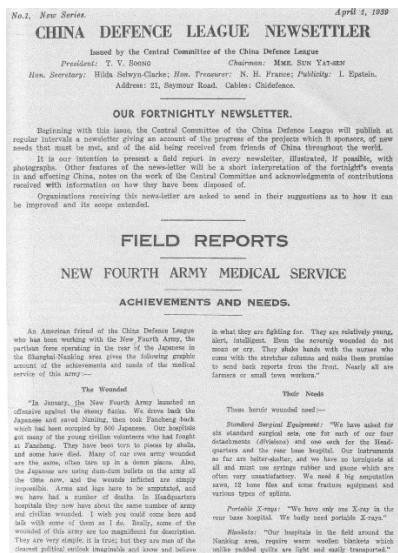 No.1, New Series.
April 1, 1939
CHINA DEFENCE LEAGUE NEWSETTLER
Issued by the Central Committee of the China Defence League
President: T. V. SOONG Chairman: MME. SUN YAT-SEN
Hon. Secretary: Hilda Selwyn-Clarke; Hon. Treasurer: N. H. France; Publicity: I. Epstein.
Address: 21, Seymour Road. Cables: Chidefence.
OUR FORTNIGHTLY NEWSLETTER.
Beginning with this issue, the Central Committee of the China Defence League will publish at
regular intervals a newsletter giving an account of the progress of the projects which it sponsors, of new
needs that must be met, and of the aid being received from friends of China throughout the world.
It is our intention to present a field report in every newsletter, illustrated, if possible, with
photographs. Other features of the news-letter will be a short interpretation of the fortnight's events
in and affecting China, notes on the work of the Central Committee and acknowledgments of contributions
received with information on how they have been disposed of.
Organizations receiving this news-letter are asked to send in their suggestions as to how it can
be improved and its scope extended.
FIELD REPORTS
NEW FOURTH ARMY MEDICAL SERVICE
ACHIEVEMENTS AND NEEDS.
An American friend of the China Defence League
who has been working with the New Fourth Army, the
partisan force operating in the rear of the Japanese in
the Shanghai-Nanking area gives the following graphic
account of the achievements and needs of the medical
service of this army:—
The Wounded
"In January, the New Fourth Army launched an
offensive against the enemy flanks. We drove back the
Japanese and saved Nanling, then took Fanchang back
which had been occupied by 500 Japanese. Our hospitals
got many of the young civilian volunteers who had fought
at Fanchang. They have been torn to pieces by shells,
and some have died. Many of our own army wounded
are the same, often torn up in a dozen places. Also,
the Japanese are using dum-dum bullets on the army all
the time now, and the wounds inflicted are simply
impossible. Arms and legs have to be amputated, and
we have had a number of deaths. In Headquarters
hospitals they now have about the same number of army
and civilian wounded. I wish you could come here and
talk with some of them as I do. Really, some of the
wounded of this army are too magnificent for description.
They are very simple, it is true; but they are men of the
clearest political outlook imaginable and know and believe
in what they are fighting for. They are relatively young,
alert, intelligent. Even the severely wounded do not
moan or cry. They shake hands with the nurses who
come with the stretcher columns and make them promise
to send back reports from the front. Nearly all are
farmers or small town workers."
Their Needs
These heroic wounded need:—
Standard Surgical Equipment: "We have asked for
six standard surgical sets, one for each of our four
detachments (divisions) and one each for the Head-
quarters and the rear base hospital. Our instruments
so far are helter-skelter, and we have no torniquets at
all and must use syringe rubber and gauze which are
often very unsatisfactory. We need 6 big amputation
saws, 12 bone files and some fracture equipment and
various types of splints.
Portable X-rays: "We have only one X-ray in the
rear base hospital. We badly need portable X-rays."
Blankets: "Our hospitals in the field around the
Nanking area, require warm woolen blankets which
unlike padded quilts are light and easily transported."